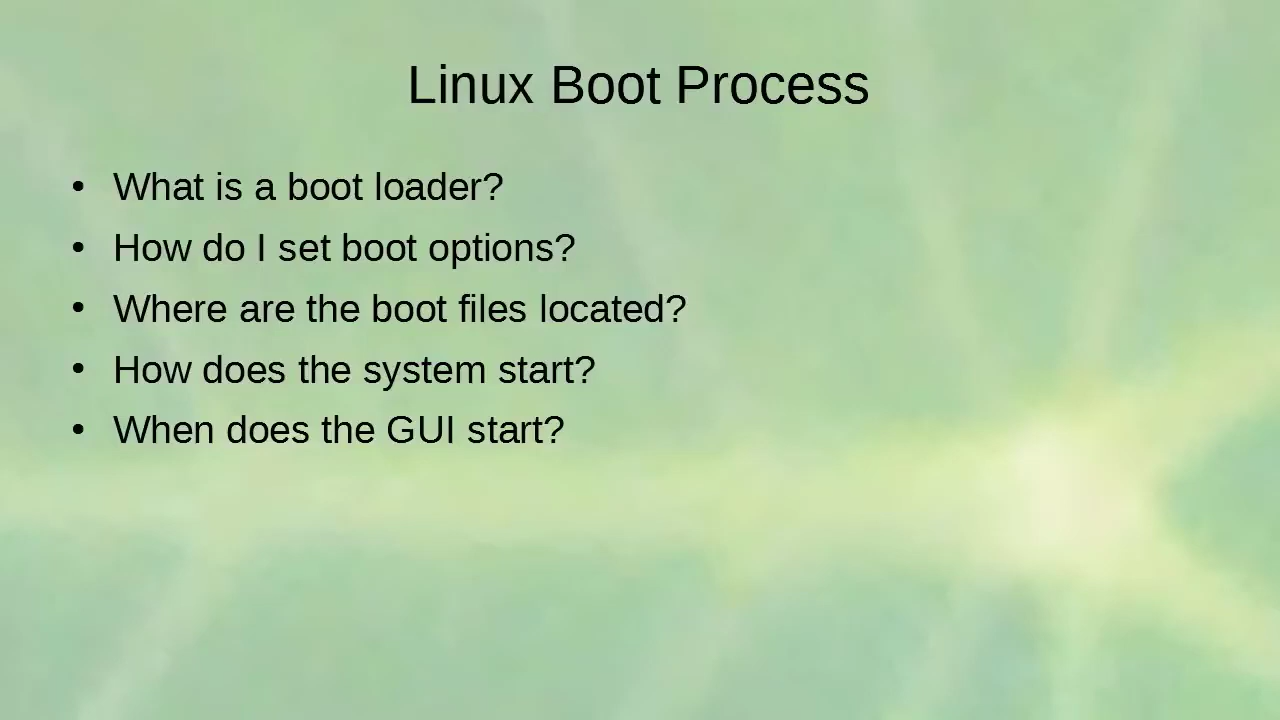 Linux Boot Process
• What is a boot loader?
• How do I set boot options?
• Where are the boot files located?
• How does the system start?
• When does the GUI start?